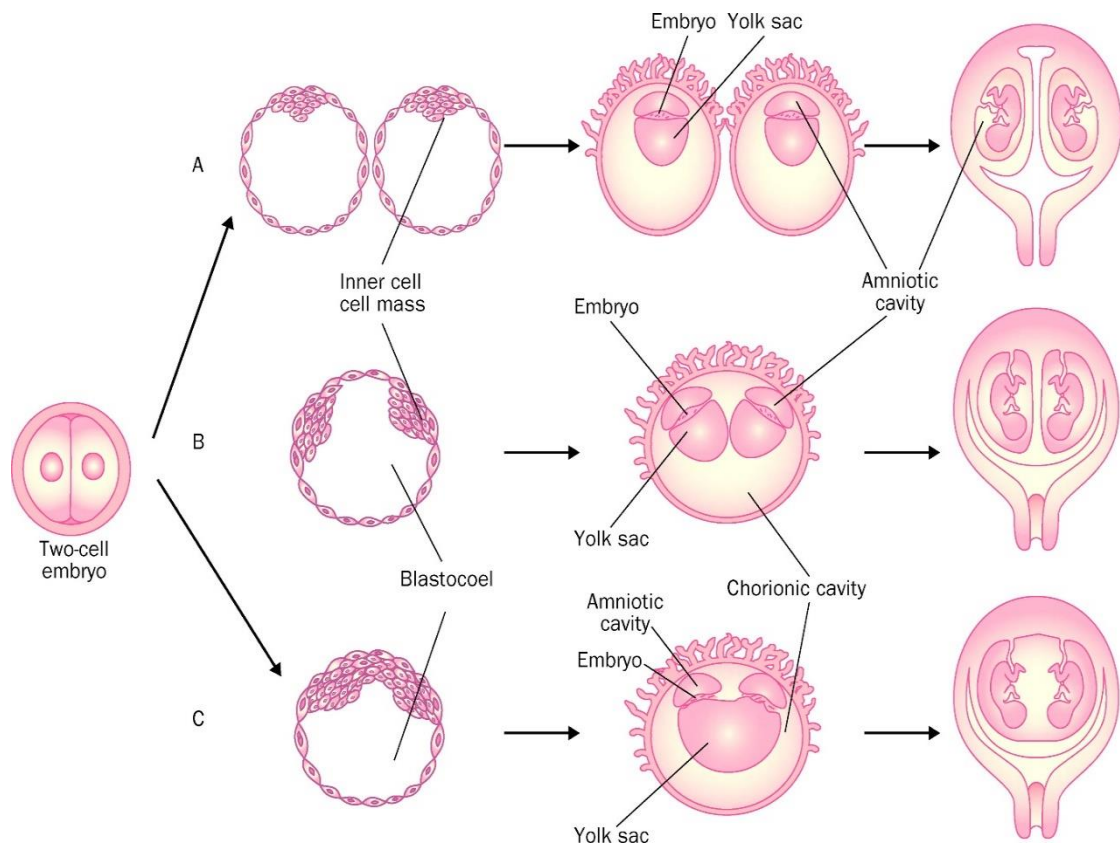 Embryo Yolk sac
A
Inner cell
cell mass
Amniotic
cavity
Embryo
B
Two-cell
embryo
Yolk sac
Blastocoel
Chorionic cavity
Amniotic
cavity
Embryo
C
Yolk sac